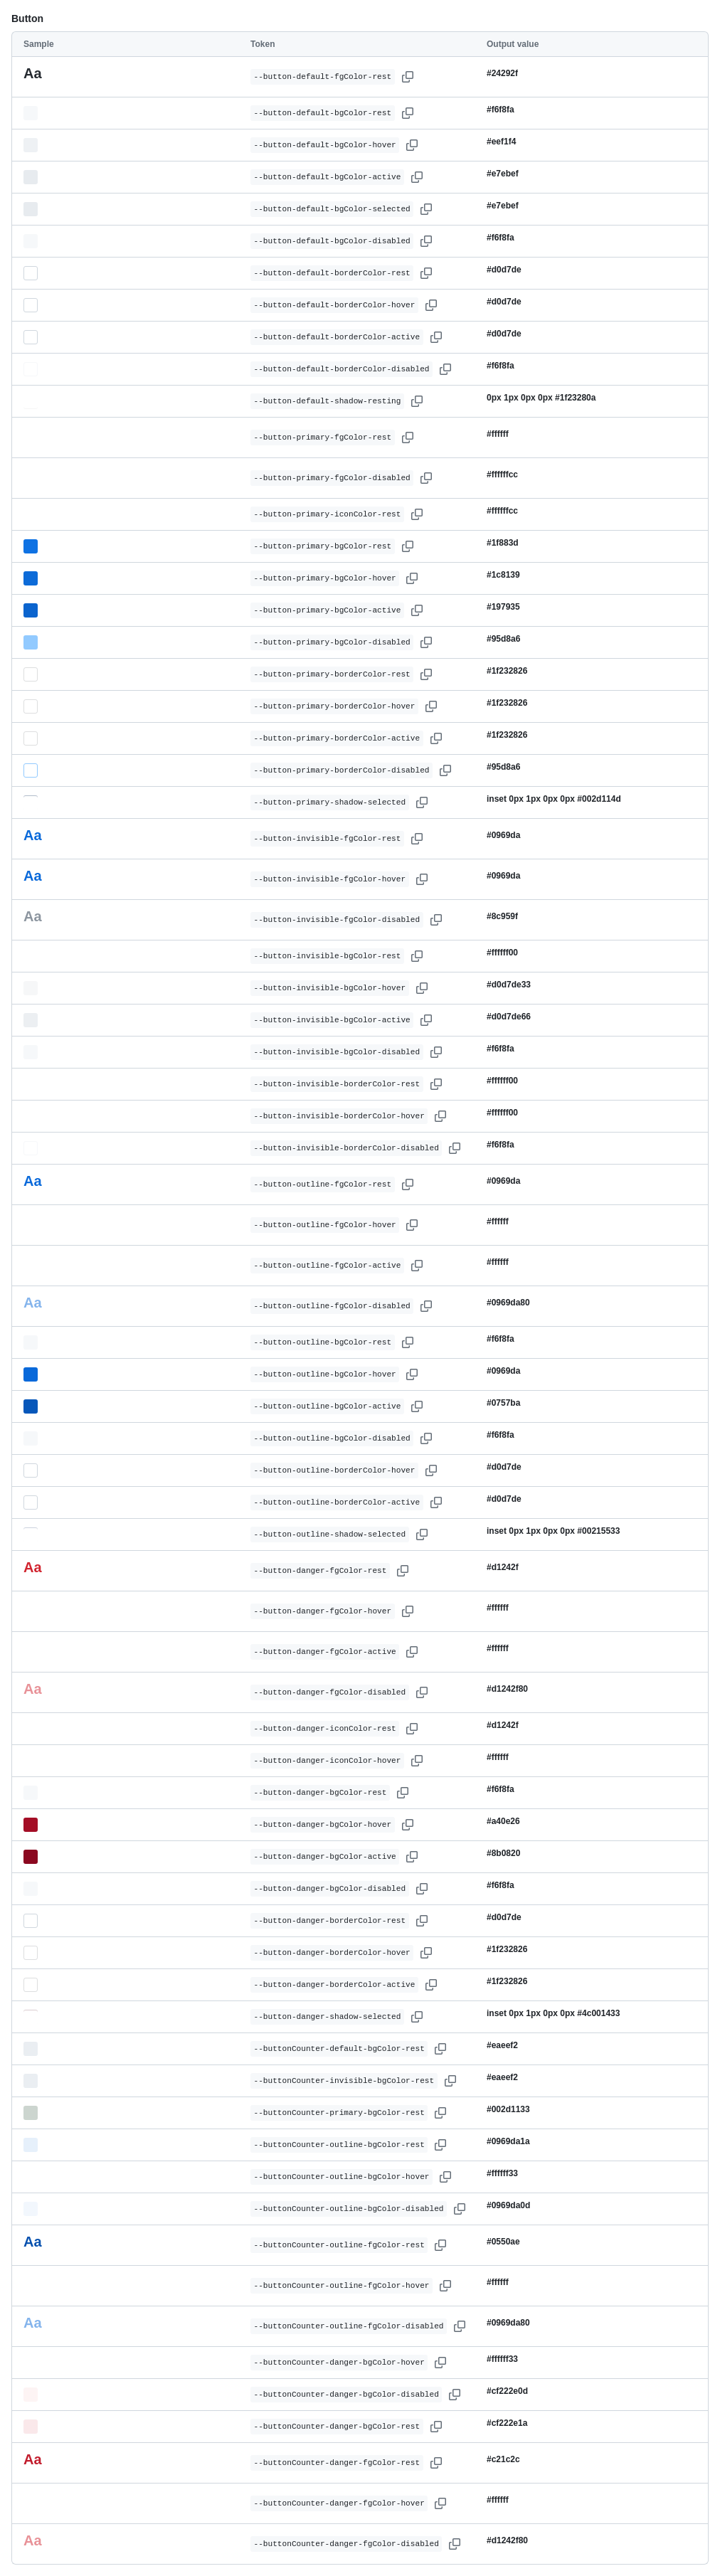 Button
Sample Token Output value
Aa --button-default-fgColor-rest #24292f
--button-default-bgColor-rest #f6f8fa
--button-default-bgColor-hover #eef1f4
--button-default-bgColor-active #e7ebef
--button-default-bgColor-selected #e7ebef
--button-default-bgColor-disabled #f6f8fa
--button-default-borderColor-rest #d0d7de
--button-default-borderColor-hover #d0d7de
--button-default-borderColor-active #d0d7de
--button-default-borderColor-disabled #f6f8fa
--button-default-shadow-resting 0px 1px 0px 0px #1f23280a
--button-primary-fgColor-rest #ffffff
--button-primary-fgColor-disabled #ffffffcc
--button-primary-iconColor-rest #ffffffcc
--button-primary-bgColor-rest #1f883d
--button-primary-bgColor-hover #1c8139
--button-primary-bgColor-active #197935
--button-primary-bgColor-disabled #95d8a6
--button-primary-borderColor-rest #1f232826
--button-primary-borderColor-hover #1f232826
--button-primary-borderColor-active #1f232826
--button-primary-borderColor-disabled #95d8a6
--button-primary-shadow-selected inset 0px 1px 0px 0px #002d114d
Aa --button-invisible-fgColor-rest #0969da
Aa --button-invisible-fgColor-hover #0969da
Aa --button-invisible-fgColor-disabled #8c959f
--button-invisible-bgColor-rest #ffffff00
--button-invisible-bgColor-hover #d0d7de33
--button-invisible-bgColor-active #d0d7de66
--button-invisible-bgColor-disabled #f6f8fa
--button-invisible-borderColor-rest #ffffff00
--button-invisible-borderColor-hover #ffffff00
--button-invisible-borderColor-disabled #f6f8fa
Aa --button-outline-fgColor-rest #0969da
--button-outline-fgColor-hover #ffffff
--button-outline-fgColor-active #ffffff
Aa --button-outline-fgColor-disabled #0969da80
--button-outline-bgColor-rest #f6f8fa
--button-outline-bgColor-hover #0969da
--button-outline-bgColor-active #0757ba
--button-outline-bgColor-disabled #f6f8fa
--button-outline-borderColor-hover #d0d7de
--button-outline-borderColor-active #d0d7de
--button-outline-shadow-selected inset 0px 1px 0px 0px #00215533
Aa --button-danger-fgColor-rest #d1242f
--button-danger-fgColor-hover #ffffff
--button-danger-fgColor-active #ffffff
Aa --button-danger-fgColor-disabled #d1242f80
--button-danger-iconColor-rest #d1242f
--button-danger-iconColor-hover #ffffff
--button-danger-bgColor-rest #f6f8fa
--button-danger-bgColor-hover #a40e26
--button-danger-bgColor-active #8b0820
--button-danger-bgColor-disabled #f6f8fa
--button-danger-borderColor-rest #d0d7de
--button-danger-borderColor-hover #1f232826
--button-danger-borderColor-active #1f232826
--button-danger-shadow-selected inset 0px 1px 0px 0px #4c001433
--buttonCounter-default-bgColor-rest #eaeef2
--buttonCounter-invisible-bgColor-rest #eaeef2
--buttonCounter-primary-bgColor-rest #002d1133
--buttonCounter-outline-bgColor-rest #0969da1a
--buttonCounter-outline-bgColor-hover #ffffff33
--buttonCounter-outline-bgColor-disabled #0969da0d
Aa --buttonCounter-outline-fgColor-rest #0550ae
--buttonCounter-outline-fgColor-hover #ffffff
Aa --buttonCounter-outline-fgColor-disabled #0969da80
--buttonCounter-danger-bgColor-hover #ffffff33
--buttonCounter-danger-bgColor-disabled #cf222e0d
--buttonCounter-danger-bgColor-rest #cf222e1a
Aa --buttonCounter-danger-fgColor-rest #c21c2c
--buttonCounter-danger-fgColor-hover #ffffff
Aa --buttonCounter-danger-fgColor-disabled #d1242f80